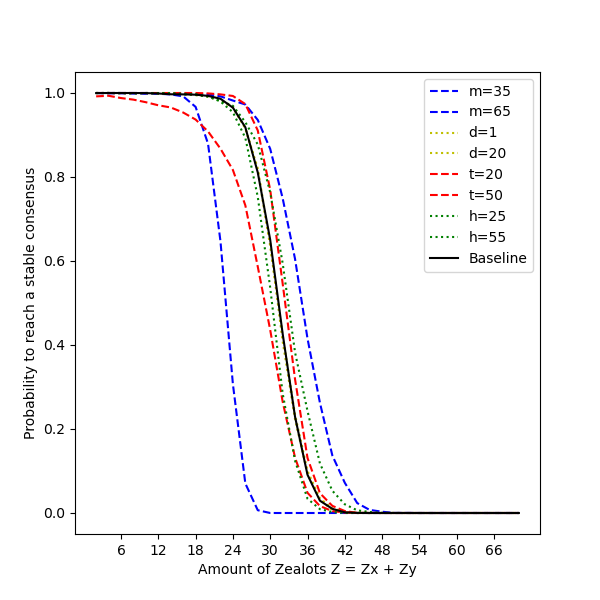 1.0
0.8
0.6
0.4
0.2
0.0
Probability to reach a stable consensus
m=35
m=65
d=1
d=20
t=20
t=50
h=25
h=55
Baseline
6 12 18 24 30 36 42 48 54 60 66
Amount of Zealots Z = Zx + Zy